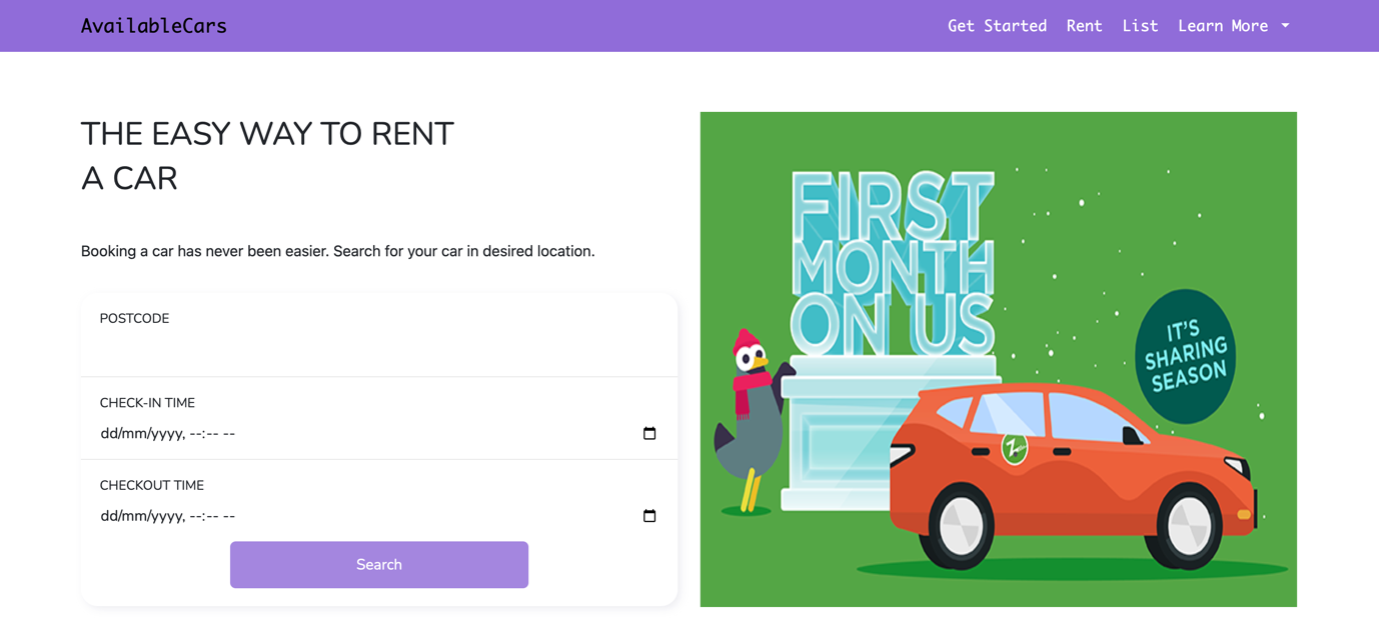 AvailableCars
Get Started Rent List Learn More
THE EASY WAY TO RENT
A CAR
Booking a car has never been easier. Search for your car in desired location.
POSTCODE
CHECK-IN TIME
dd/mm/yyyy, --:-- --
CHECKOUT TIME
dd/mm/yyyy, --:-- --
Search
FIRST
MONTH
ON US
IT'S
SHARING
SEASON
Z